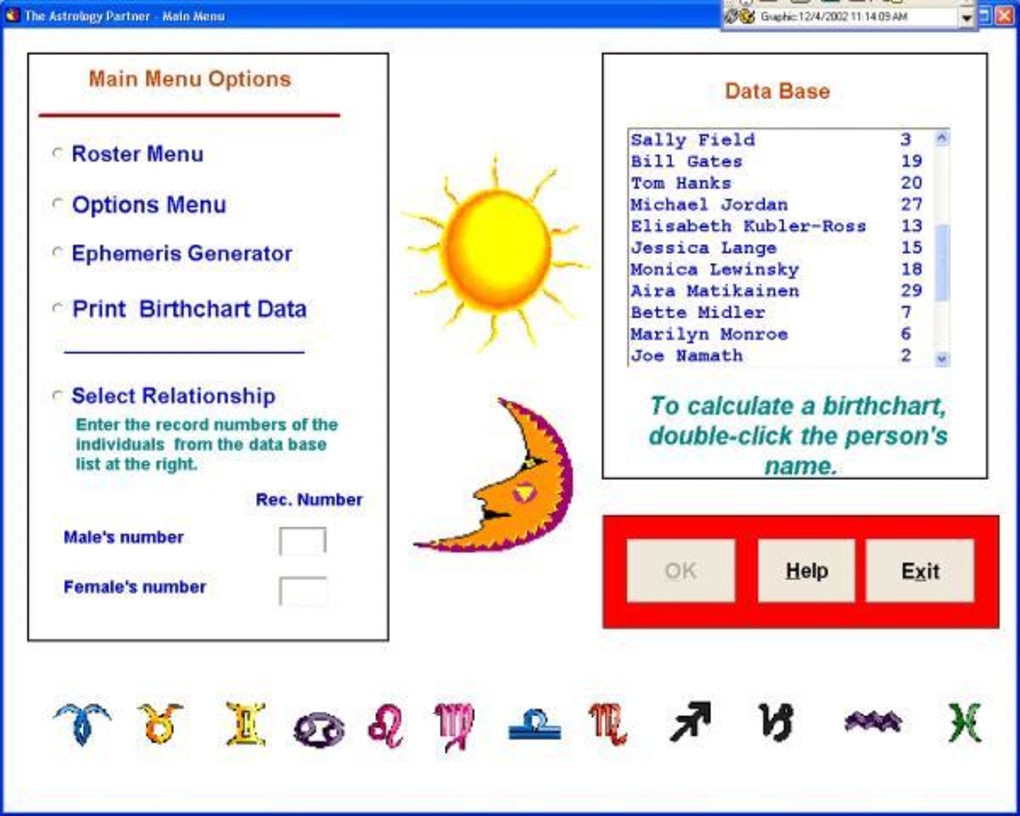 The Astrology Partner - Main Menu
Graphic:12/4/2002 11:14:09 AM
Main Menu Options
Roster Menu
Options Menu
Ephemeris Generator
Print Birthchart Data
Select Relationship
Enter the record numbers of the
individuals from the data base
list at the right.
Rec. Number
Male's number
Female's number
Data Base
Sally Field 3
Bill Gates 19
Tom Hanks 20
Michael Jordan 27
Elisabeth Kubler-Ross 13
Jessica Lange 15
Monica Lewinsky 18
Aira Matikainen 29
Bette Midler 7
Marilyn Monroe 6
Joe Namath 2
To calculate a birthchart,
double-click the person's
name.
OK
Help
Exit